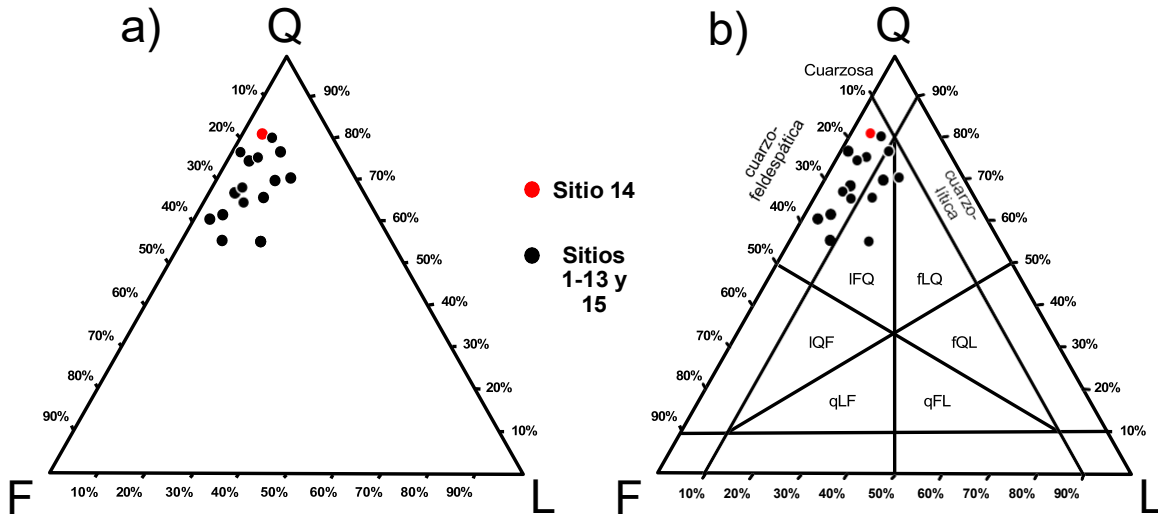 a)
Q
10%
20%
30%
40%
50%
60%
70%
80%
90%
90%
80%
70%
60%
50%
40%
30%
20%
10%
F
10% 20% 30% 40% 50% 60% 70% 80% 90%
L
Sitio 14
Sitios
1-13 y
15
b)
Q
Cuarzosa
cuarzo-
feldespática
cuarzo-
lítica
10%
20%
30%
40%
50%
60%
70%
80%
90%
90%
80%
70%
60%
50%
40%
30%
20%
10%
lFQ fLQ
lQF fQL
qLF qFL
F
10% 20% 30% 40% 50% 60% 70% 80% 90%
L